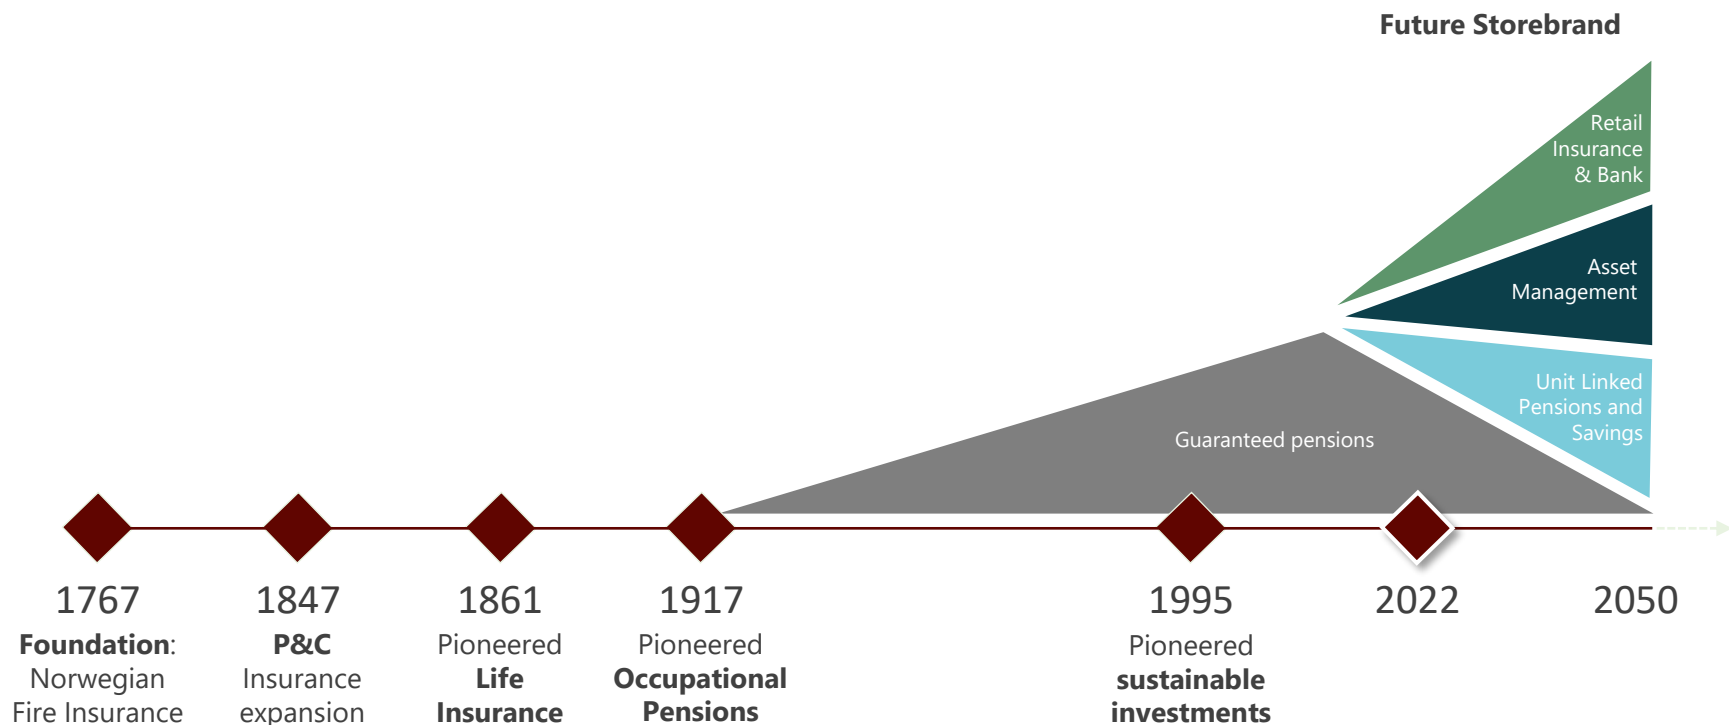 Future Storebrand
Retail
Insurance
& Bank
Asset
Management
Unit Linked
Pensions and
Savings
Guaranteed pensions
1767
Foundation:
Norwegian
Fire Insurance
1847
P&C
Insurance
expansion
1861
Pioneered
Life
Insurance
1917
Pioneered
Occupational
Pensions
1995
Pioneered
sustainable
investments
2022
2050